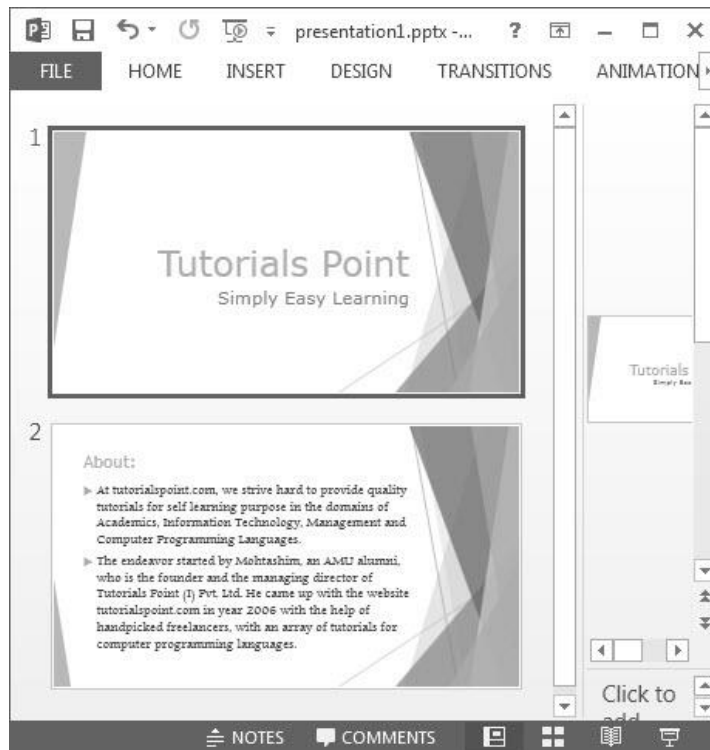 presentation1.pptx -... ?
FILE HOME INSERT DESIGN TRANSITIONS ANIMATION
1
Tutorials Point
Simply Easy Learning
2
About:
At tutorialspoint.com, we strive hard to provide quality
tutorials for self learning purpose in the domains of
Academics, Information Technology, Management and
Computer Programming Languages.
The endeavor started by Mohtashim, an AMU alumni,
who is the founder and the managing director of
Tutorials Point (I) Pvt. Ltd. He came up with the website
tutorialspoint.com in year 2006 with the help of
handpicked freelancers, with an array of tutorials for
computer programming languages.
Tutorials
Simply Eas
Click to
add
NOTES COMMENTS